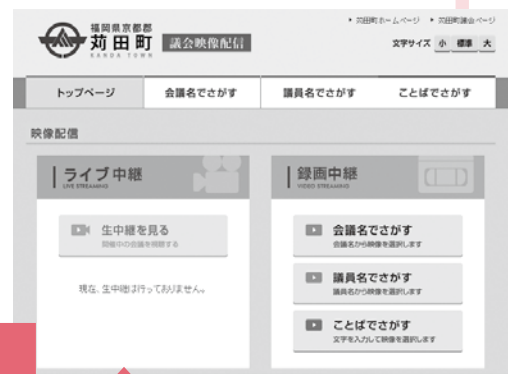 苅田町ホームページ 苅田町議会ページ
福岡県京都郡
苅田町 議会映像配信
KANDA TOWN
文字サイズ 小 標準 大
トップページ 会議名でさがす 議員名でさがす ことばでさがす
映像配信
ライブ中継
LIVE STREAMING
生中継を見る
開催中の会議を視聴する
現在、生中継は行っておりません。
録画中継
VIDEO STREAMING
会議名でさがす
会議名から映像を選択します
議員名でさがす
議員名から映像を選択します
ことばでさがす
文字を入力して映像を選択します